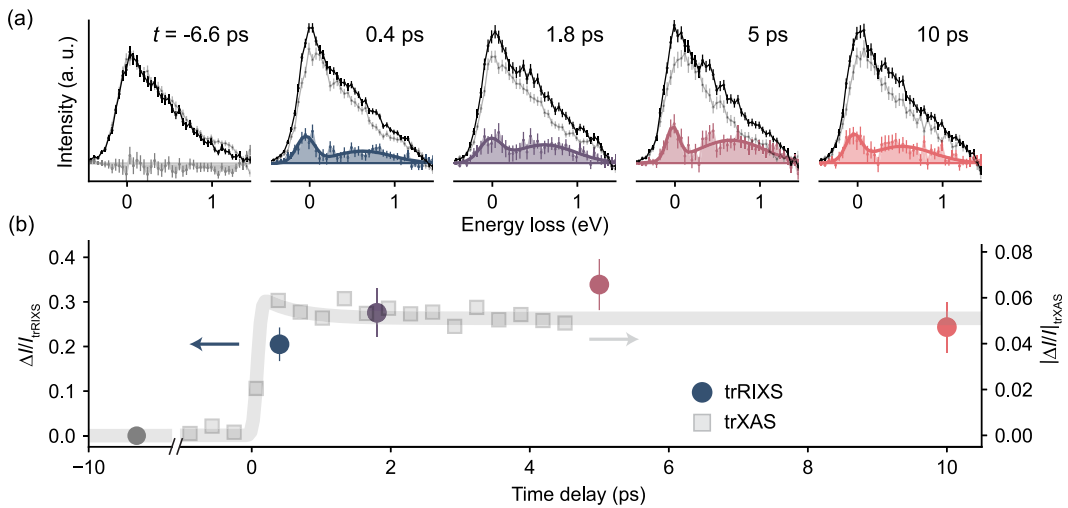 (a)
t = -6.6 ps 0.4 ps 1.8 ps 5 ps 10 ps
Intensity (a. u.)
0 1 0 1 0 1 0 1 0 1
Energy loss (eV)
(b)
0.4
0.3
0.2
0.1
0.0
ΔI/I trRIXS
0.08
0.06
0.04
0.02
0.00
|ΔI/I| trXAS
trRIXS
trXAS
−10 0 2 4 6 8 10
Time delay (ps)